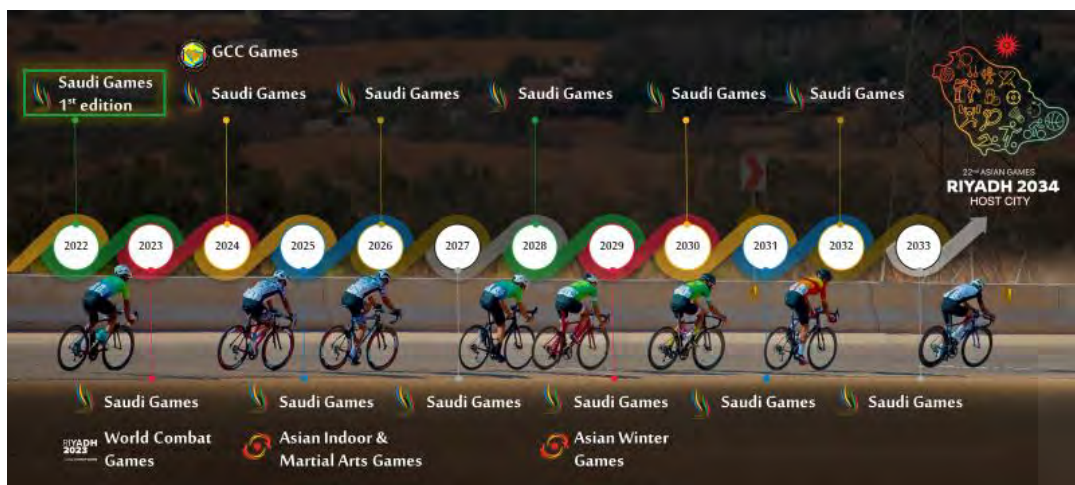 GCC Games
Saudi Games
1st edition
Saudi Games
Saudi Games
Saudi Games
Saudi Games
Saudi Games
22nd ASIAN GAMES
RIYADH 2034
HOST CITY
2022
2023
2024
2025
2026
2027
2028
2029
2030
2031
2032
2033
Saudi Games
Saudi Games
Saudi Games
Saudi Games
Saudi Games
Saudi Games
RIYADH
2023
World Combat
Games
Asian Indoor &
Martial Arts Games
Asian Winter
Games